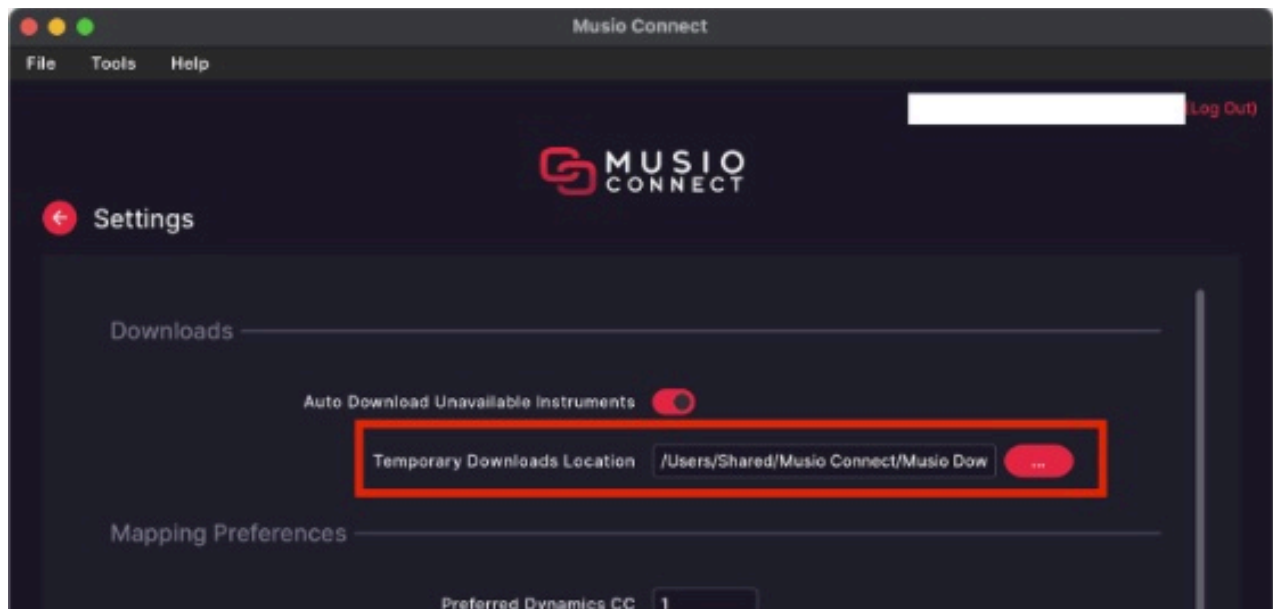 Musio Connect
File Tools Help
(Log Out)
MUSIO
CONNECT
Settings
Downloads
Auto Download Unavailable Instruments
Temporary Downloads Location /Users/Shared/Musio Connect/Musio Dow ...
Mapping Preferences
Preferred Dynamics CC 1